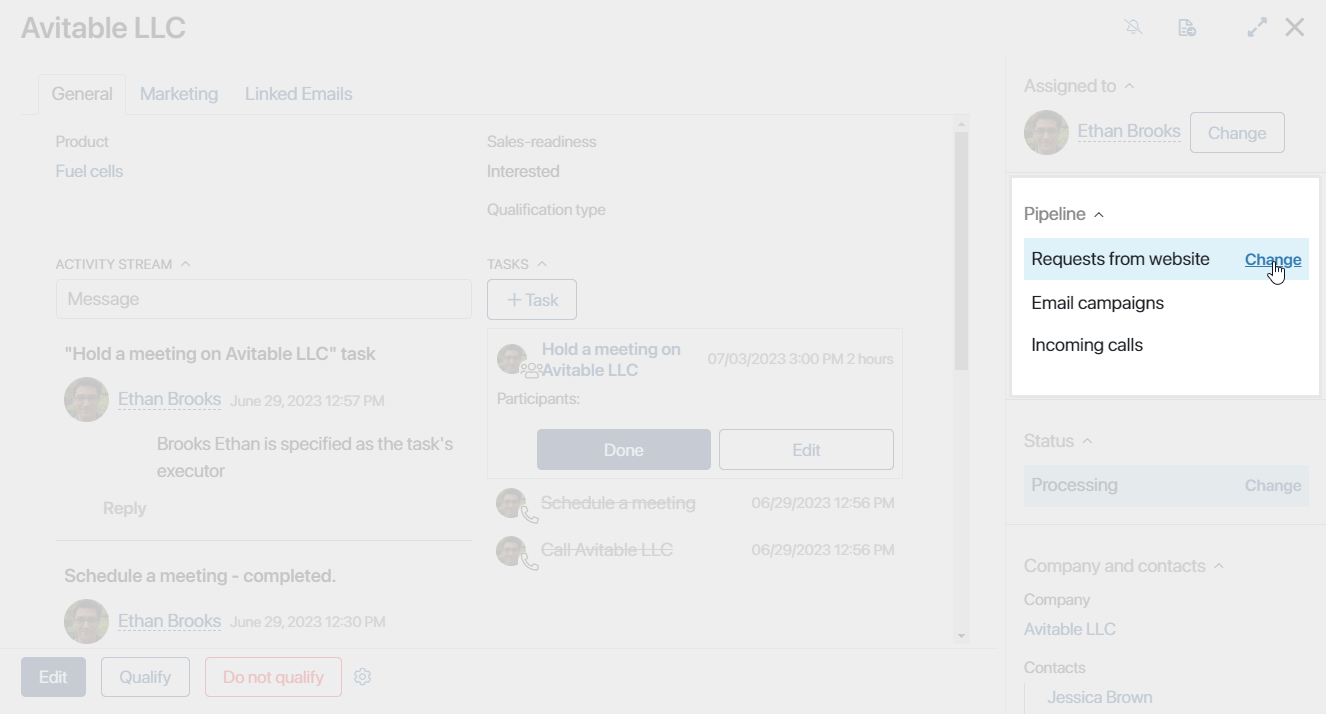 Avitable LLC
General
Marketing
Linked Emails
Product
Fuel cells
Sales-readiness
Interested
Qualification type
ACTIVITY STREAM
Message
"Hold a meeting on Avitable LLC" task
Ethan Brooks June 29, 2023 12:57 PM
Brooks Ethan is specified as the task's
executor
Reply
Schedule a meeting - completed.
Ethan Brooks June 29, 2023 12:30 PM
TASKS
+ Task
Hold a meeting on
Avitable LLC
07/03/2023 3:00 PM 2 hours
Participants:
Done
Edit
Schedule a meeting 06/29/2023 12:56 PM
Call Avitable LLC 06/29/2023 12:56 PM
Edit
Qualify
Do not qualify
Assigned to
Ethan Brooks
Change
Pipeline
Requests from website Change
Email campaigns
Incoming calls
Status
Processing Change
Company and contacts
Company
Avitable LLC
Contacts
Jessica Brown